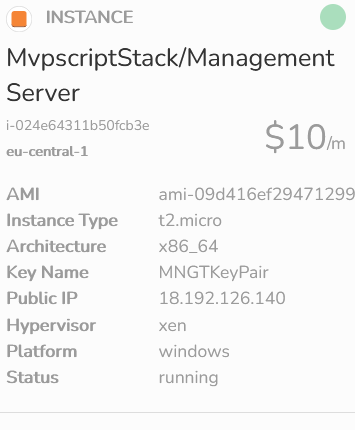 INSTANCE
MvpscriptStack/Management
Server
i-024e64311b50fcb3e
$10/m
eu-central-1
AMI ami-09d416ef29471299
Instance Type t2.micro
Architecture x86_64
Key Name MNGTKeyPair
Public IP 18.192.126.140
Hypervisor xen
Platform windows
Status running